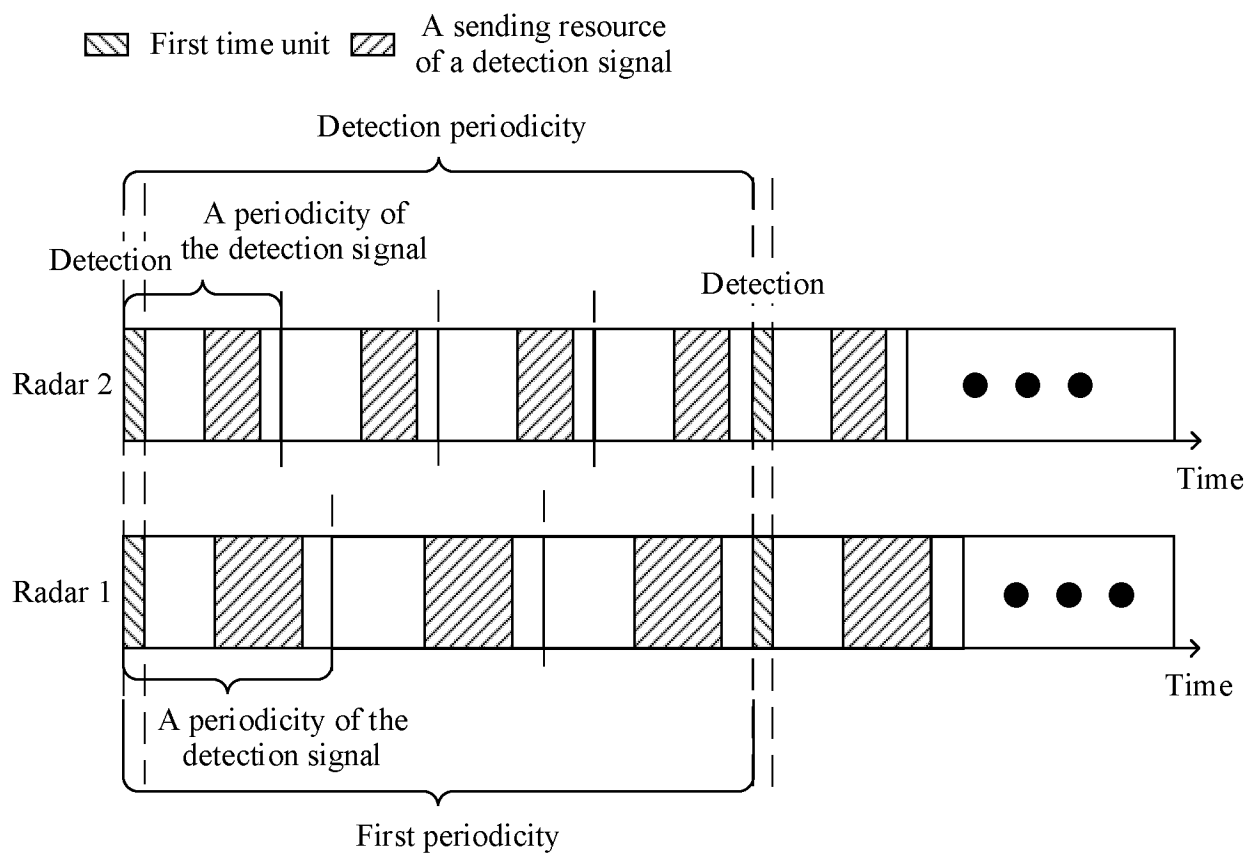 First time unit
A sending resource
of a detection signal
Detection periodicity
A periodicity of
the detection signal
Detection
Detection
Radar 2
Time
Radar 1
Time
A periodicity of the
detection signal
First periodicity